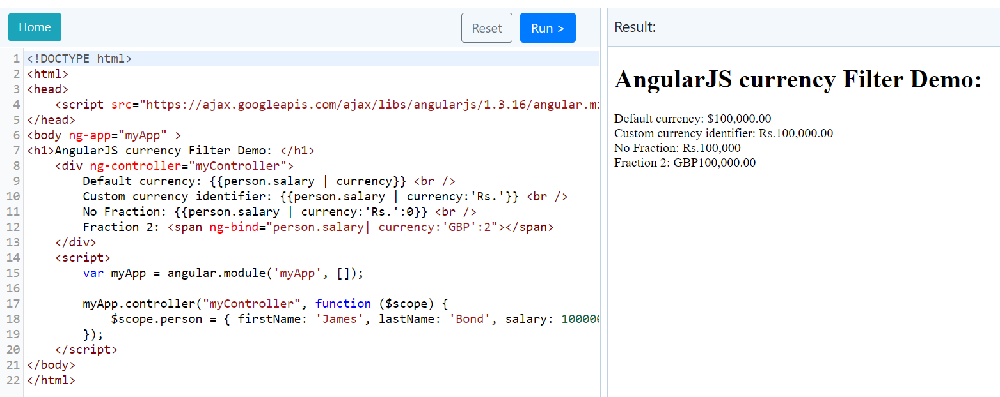 Home
Reset
Run >
1 <!DOCTYPE html>
2 <html>
3 <head>
4     <script src="https://ajax.googleapis.com/ajax/libs/angularjs/1.3.16/angular.mi
5 </head>
6 <body ng-app="myApp" >
7 <h1>AngularJS currency Filter Demo: </h1>
8     <div ng-controller="myController">
9         Default currency: {{person.salary | currency}} <br />
10         Custom currency identifier: {{person.salary | currency:'Rs.'}} <br />
11         No Fraction: {{person.salary | currency:'Rs.':0}} <br />
12         Fraction 2: <span ng-bind="person.salary| currency:'GBP':2"></span>
13     </div>
14     <script>
15         var myApp = angular.module('myApp', []);
16
17         myApp.controller("myController", function ($scope) {
18             $scope.person = { firstName: 'James', lastName: 'Bond', salary: 100000
19         });
20     </script>
21 </body>
22 </html>
Result:
AngularJS currency Filter Demo:
Default currency: $100,000.00
Custom currency identifier: Rs.100,000.00
No Fraction: Rs.100,000
Fraction 2: GBP100,000.00